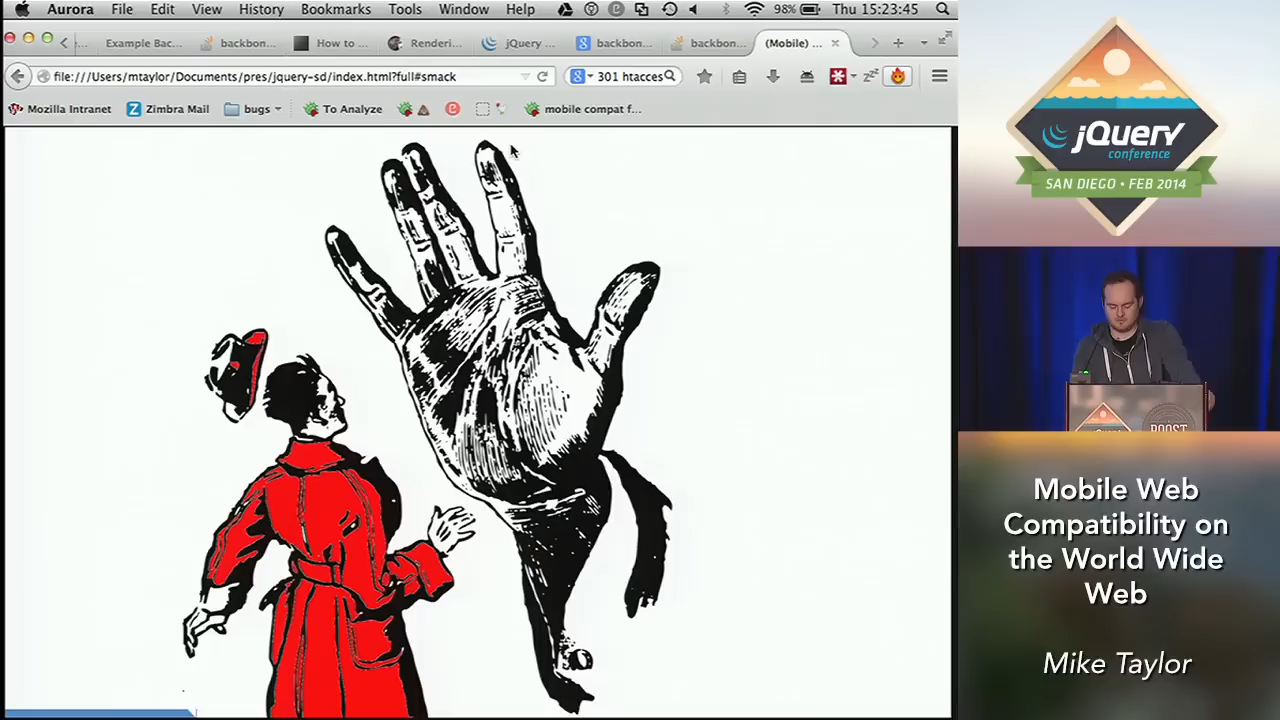 Aurora File Edit View History Bookmarks Tools Window Help 98% Thu 15:23:45
Example Bac... backbon... How to ... Renderi... jQuery ... backbon... backbon... (Mobile) ...
file:///Users/mtaylor/Documents/pres/jquery-sd/index.html?full#smack 301 htacces
Mozilla Intranet Zimbra Mail bugs To Analyze mobile compat f...
jQuery
conference
SAN DIEGO • FEB 2014
BOOST
Mobile Web
Compatibility on
the World Wide
Web
Mike Taylor